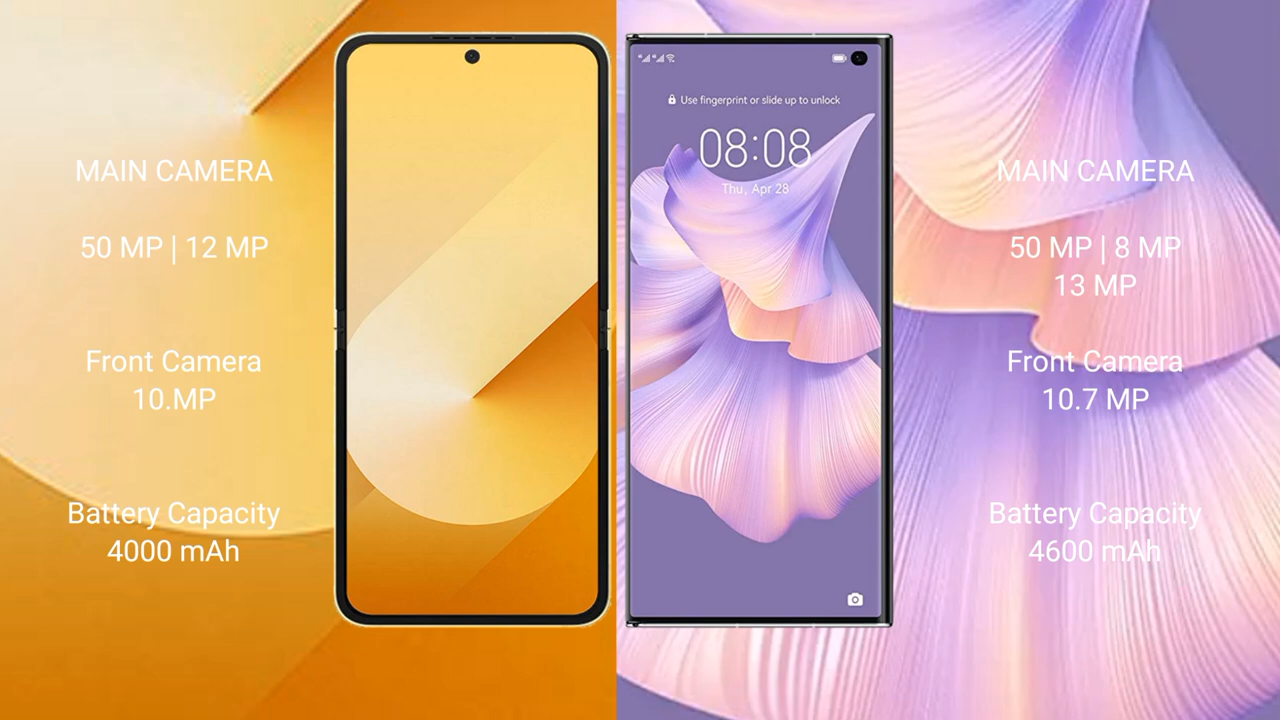 MAIN CAMERA
50 MP | 12 MP
Front Camera
10.MP
Battery Capacity
4000 mAh
Use fingerprint or slide up to unlock
08:08
Thu, Apr 28
MAIN CAMERA
50 MP | 8 MP
13 MP
Front Camera
10.7 MP
Battery Capacity
4600 mAh